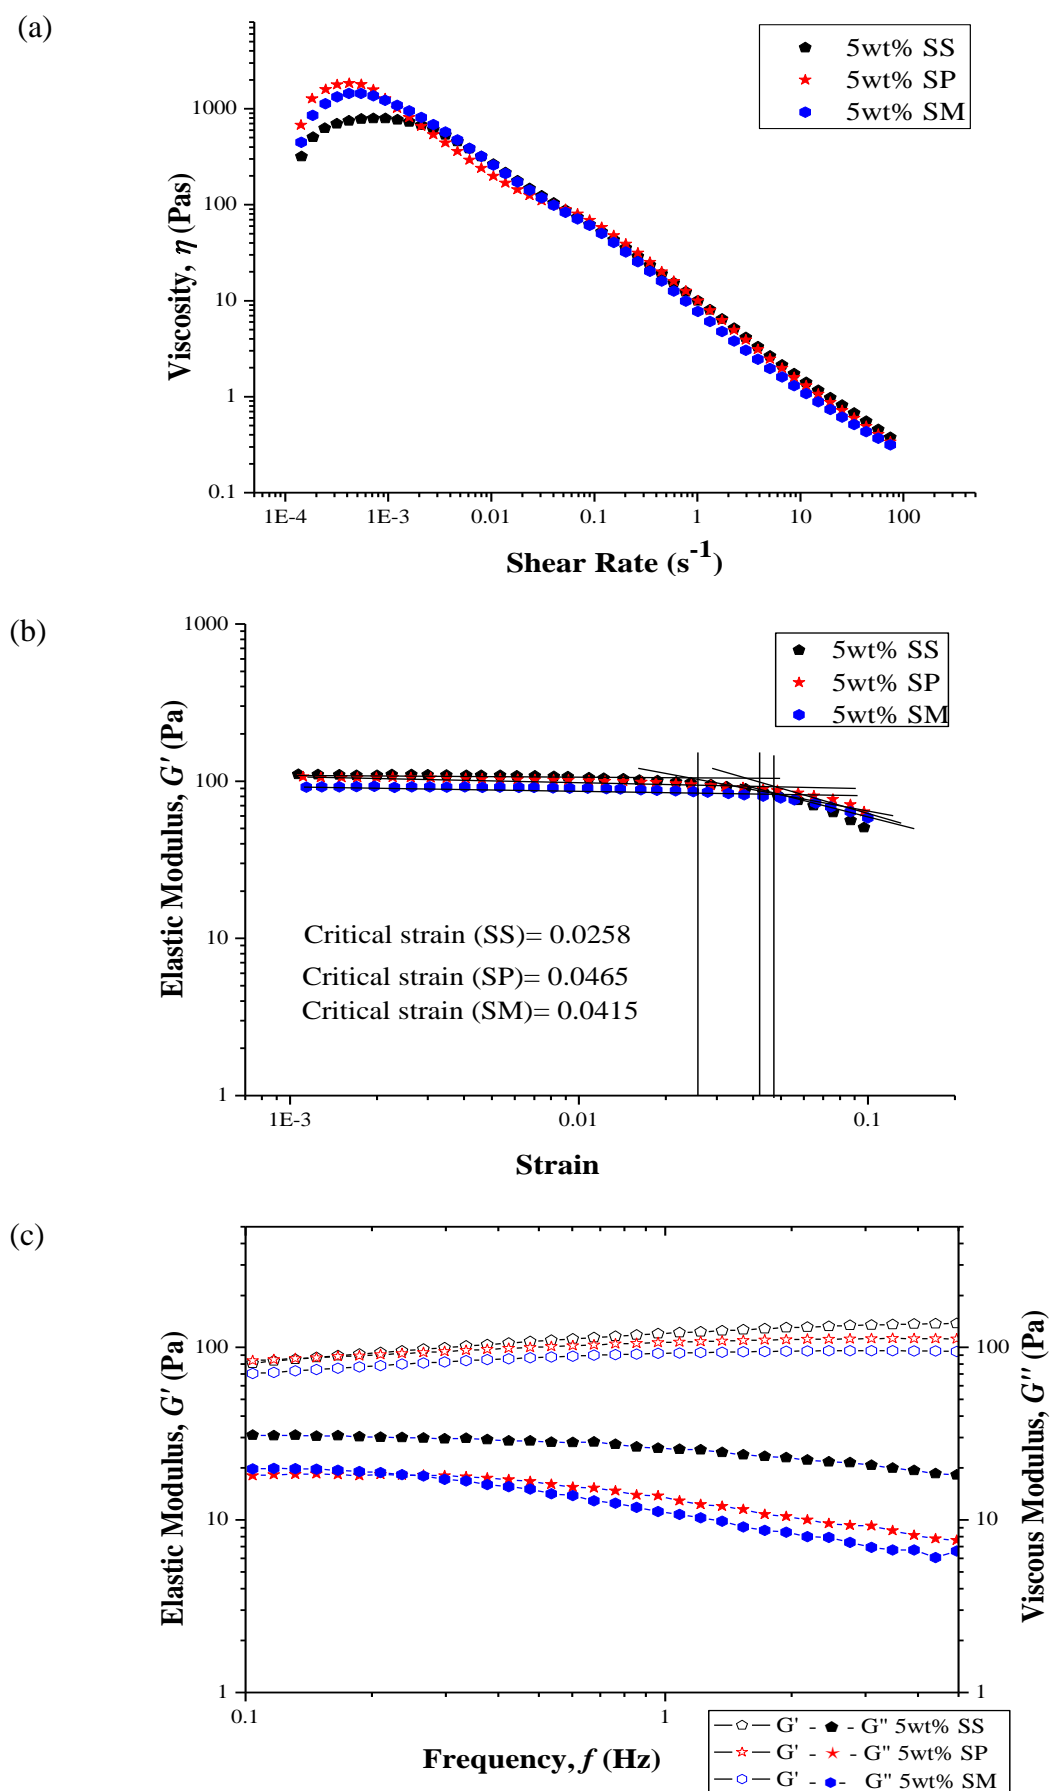 (a)
5wt% SS
5wt% SP
5wt% SM
1000
100
10
1
0.1
Viscosity, η (Pas)
1E-4 1E-3 0.01 0.1 1 10 100
Shear Rate (s⁻¹)
(b)
1000
100
10
1
Elastic Modulus, G' (Pa)
5wt% SS
5wt% SP
5wt% SM
Critical strain (SS)= 0.0258
Critical strain (SP)= 0.0465
Critical strain (SM)= 0.0415
1E-3 0.01 0.1
Strain
(c)
100
10
1
Elastic Modulus, G' (Pa)
100
10
1
Viscous Modulus, G'' (Pa)
0.1 1
Frequency, f (Hz)
G' G'' 5wt% SS
G' G'' 5wt% SP
G' G'' 5wt% SM